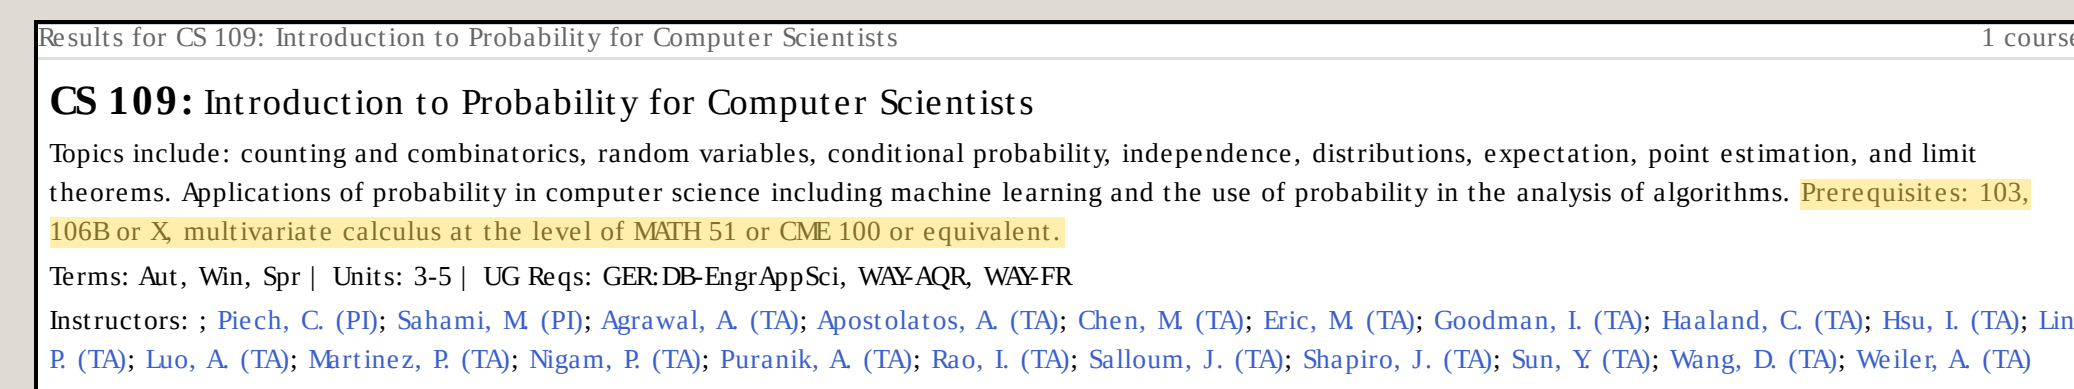 Results for CS 109: Introduction to Probability for Computer Scientists
1 course
CS 109: Introduction to Probability for Computer Scientists
Topics include: counting and combinatorics, random variables, conditional probability, independence, distributions, expectation, point estimation, and limit
theorems. Applications of probability in computer science including machine learning and the use of probability in the analysis of algorithms. Prerequisites: 103,
106B or X, multivariate calculus at the level of MATH 51 or CME 100 or equivalent.
Terms: Aut, Win, Spr | Units: 3-5 | UG Reqs: GER:DB-EngrAppSci, WAY-AQR, WAY-FR
Instructors: ; Piech, C. (PI); Sahami, M. (PI); Agrawal, A. (TA); Apostolatos, A. (TA); Chen, M. (TA); Eric, M. (TA); Goodman, I. (TA); Haaland, C. (TA); Hsu, I. (TA); Lin
P. (TA); Luo, A. (TA); Martinez, P. (TA); Nigam, P. (TA); Puranik, A. (TA); Rao, I. (TA); Salloum, J. (TA); Shapiro, J. (TA); Sun, Y. (TA); Wang, D. (TA); Weiler, A. (TA)